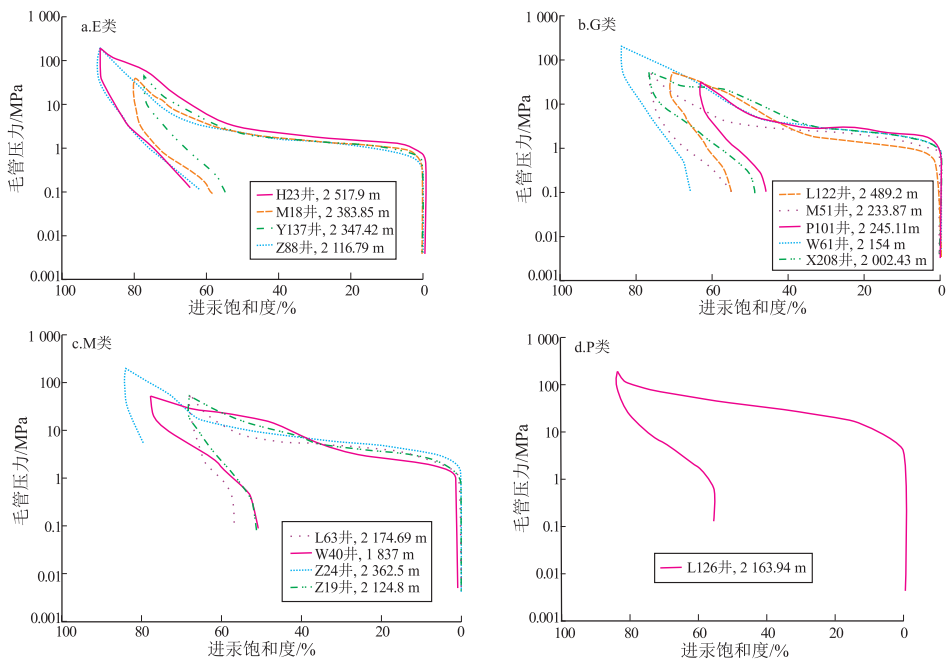 a.E类
毛管压力/MPa
1 000
100
10
1
0.1
0.01
0.001
100
80
60
40
20
0
进汞饱和度/%
H23井, 2 517.9 m
M18井, 2 383.85 m
Y137井, 2 347.42 m
Z88井, 2 116.79 m
b.G类
毛管压力/MPa
1 000
100
10
1
0.1
0.01
0.001
100
80
60
40
20
0
进汞饱和度/%
L122井, 2 489.2 m
M51井, 2 233.87 m
P101井, 2 245.11m
W61井, 2 154 m
X208井, 2 002.43 m
c.M类
毛管压力/MPa
1 000
100
10
1
0.1
0.01
0.001
100
80
60
40
20
0
进汞饱和度/%
L63井, 2 174.69 m
W40井, 1 837 m
Z24井, 2 362.5 m
Z19井, 2 124.8 m
d.P类
毛管压力/MPa
1 000
100
10
1
0.1
0.01
0.001
100
80
60
40
20
0
进汞饱和度/%
L126井, 2 163.94 m